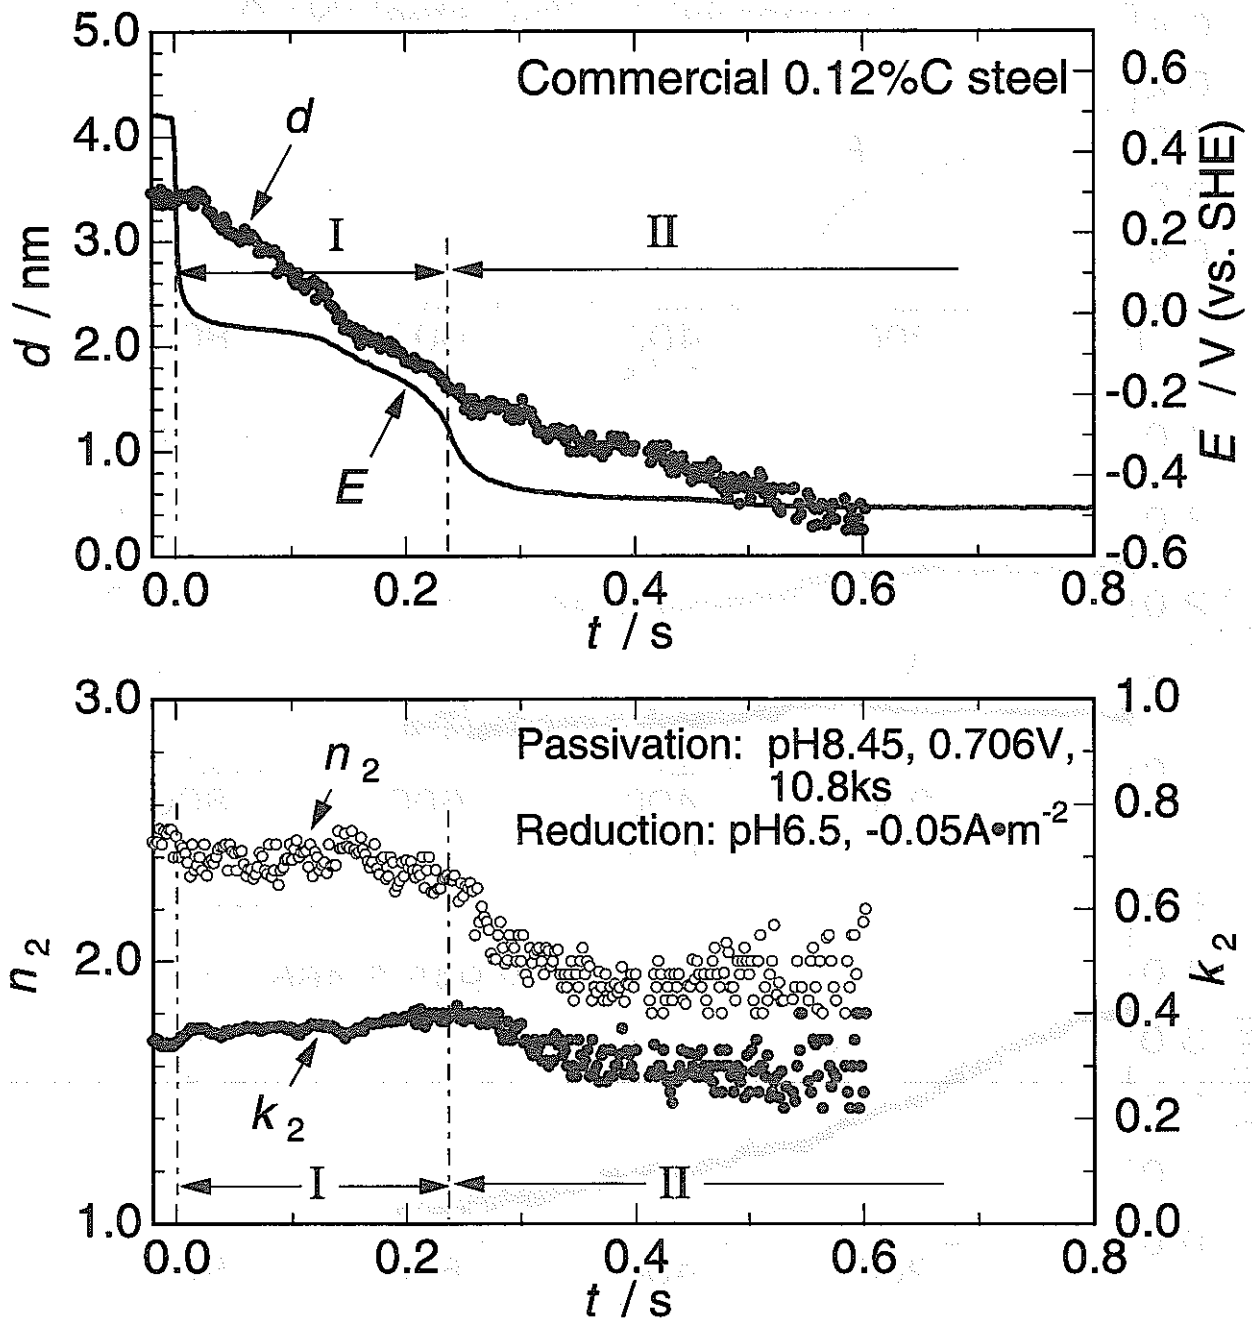 Commercial 0.12%C steel
5.0
4.0
3.0
2.0
1.0
0.0
d / nm
0.6
0.4
0.2
0.0
-0.2
-0.4
-0.6
E / V (vs. SHE)
d
I
II
E
0.0 0.2 0.4 0.6 0.8
t / s
3.0
2.0
1.0
n2
1.0
0.8
0.6
0.4
0.2
0.0
k2
Passivation: pH8.45, 0.706V,
10.8ks
Reduction: pH6.5, -0.05A•m-2
n2
k2
I
II
0.0 0.2 0.4 0.6 0.8
t / s